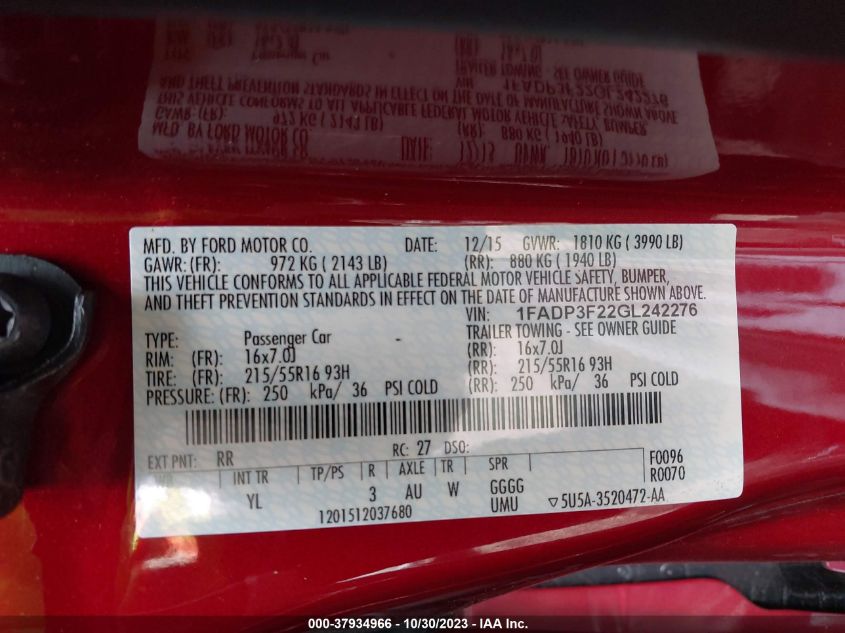 MFD. BY FORD MOTOR CO. DATE: 12/15 GVWR: 1810 KG ( 3990 LB)
GAWR: (FR): 972 KG ( 2143 LB) (RR): 880 KG ( 1940 LB)
THIS VEHICLE CONFORMS TO ALL APPLICABLE FEDERAL MOTOR VEHICLE SAFETY, BUMPER,
AND THEFT PREVENTION STANDARDS IN EFFECT ON THE DATE OF MANUFACTURE SHOWN ABOVE.
VIN: 1FADP3F22GL242276
TYPE: Passenger Car TRAILER TOWING - SEE OWNER GUIDE
RIM: (FR): 16x7.0J (RR): 16x7.0J
TIRE: (FR): 215/55R16 93H (RR): 215/55R16 93H
PRESSURE: (FR): 250 kPa/ 36 PSI COLD (RR): 250 kPa/ 36 PSI COLD
EXT PNT: RR RC: 27 DSO: F0096
INT TR TP/PS R AXLE TR SPR R0070
YL 3 AU W GGGG
UMU ▽5U5A-3520472-AA
1201512037680
000-37934966 - 10/30/2023 - IAA Inc.